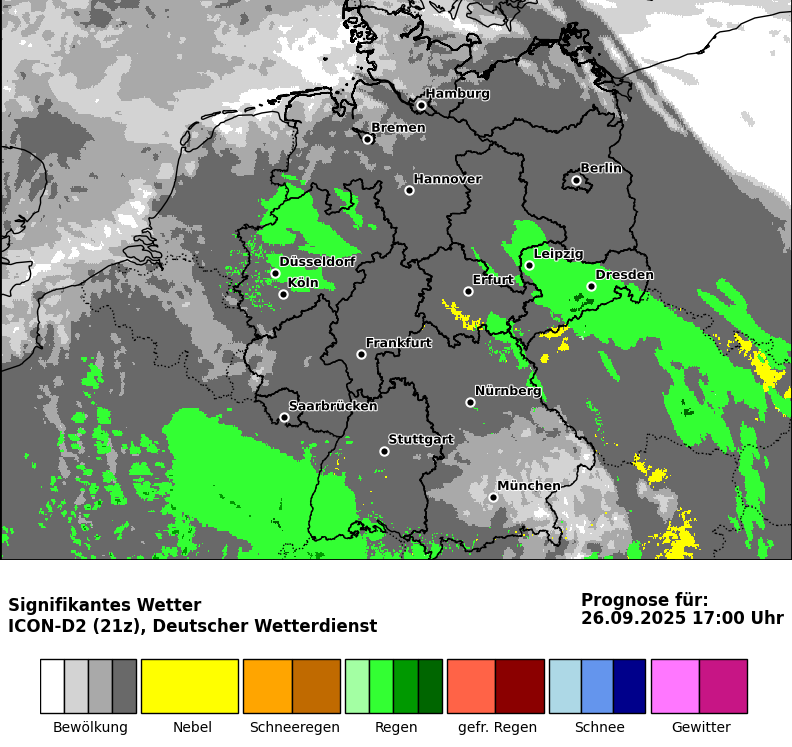 Hamburg
Bremen
Berlin
Hannover
Leipzig
Düsseldorf
Dresden
Erfurt
Köln
Frankfurt
Nürnberg
Saarbrücken
Stuttgart
München
Signifikantes Wetter
ICON-D2 (21z), Deutscher Wetterdienst
Prognose für:
26.09.2025 17:00 Uhr
Bewölkung
Nebel
Schneeregen
Regen
gefr. Regen
Schnee
Gewitter